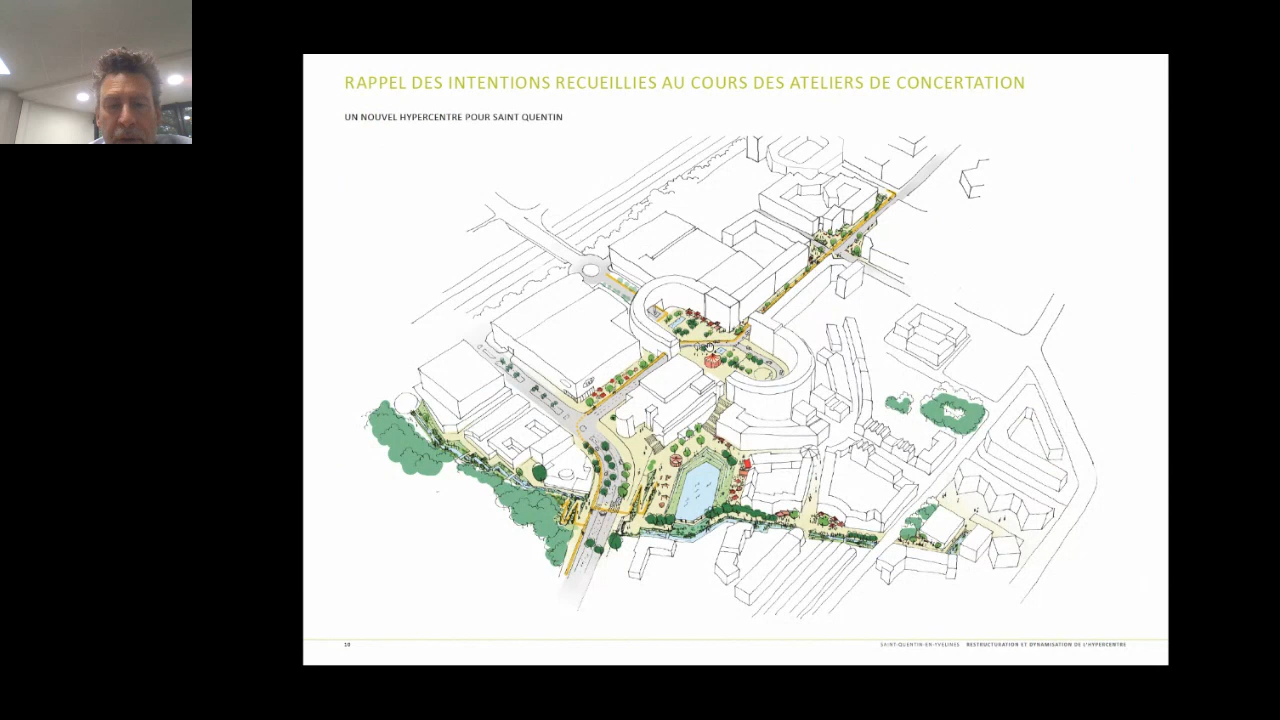 RAPPEL DES INTENTIONS RECUEILLIES AU COURS DES ATELIERS DE CONCERTATION
UN NOUVEL HYPERCENTRE POUR SAINT QUENTIN
10
SAINT-QUENTIN-EN-YVELINES RESTRUCTURATION ET DYNAMISATION DE L'HYPERCENTRE